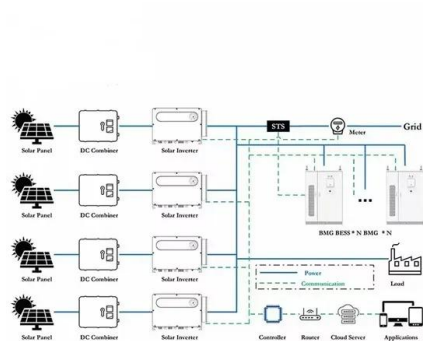 STS
Meter
Grid
Solar Panel DC Combiner Solar Inverter
Solar Panel DC Combiner Solar Inverter
BMG BESS * N BMG * N
Solar Panel DC Combiner Solar Inverter
Power
Communication
Load
Solar Panel DC Combiner Solar Inverter
Controller Router Cloud Server Applications